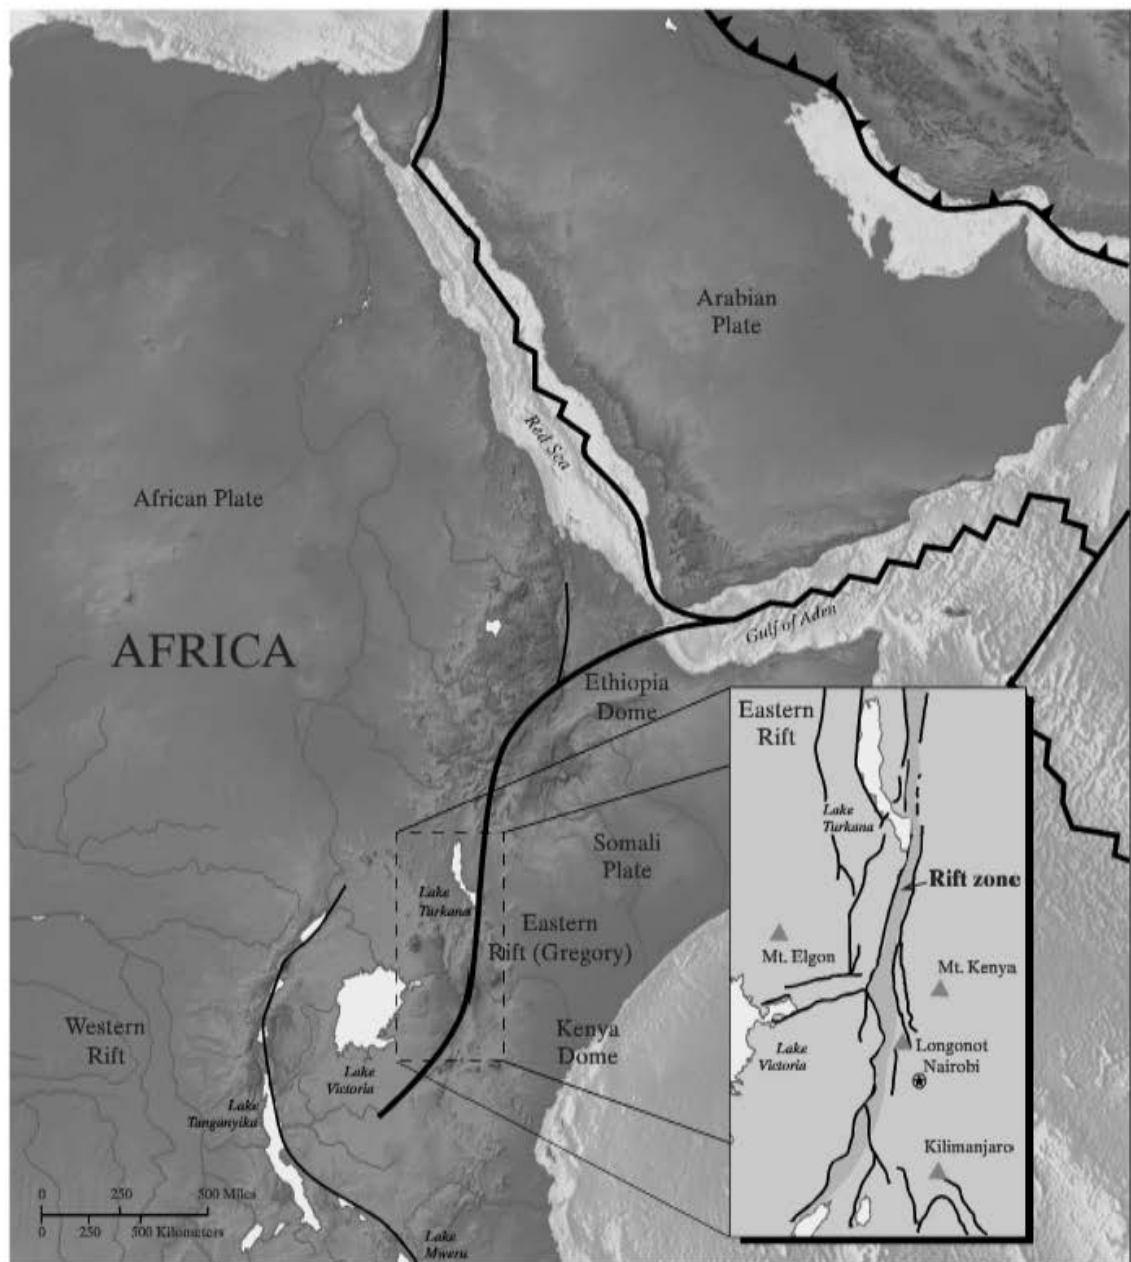 Arabian
Plate
Red Sea
African Plate
AFRICA
Gulf of Aden
Ethiopia
Dome
Somali
Plate
Lake
Turkana
Eastern
Rift (Gregory)
Western
Rift
Kenya
Dome
Lake
Victoria
Lake
Tanganyika
Lake
Mweru
0 250 500 Miles
0 250 500 Kilometers
Eastern
Rift
Lake
Turkana
Rift zone
Mt. Elgon
Mt. Kenya
Lake
Victoria
Longonot
Nairobi
Kilimanjaro